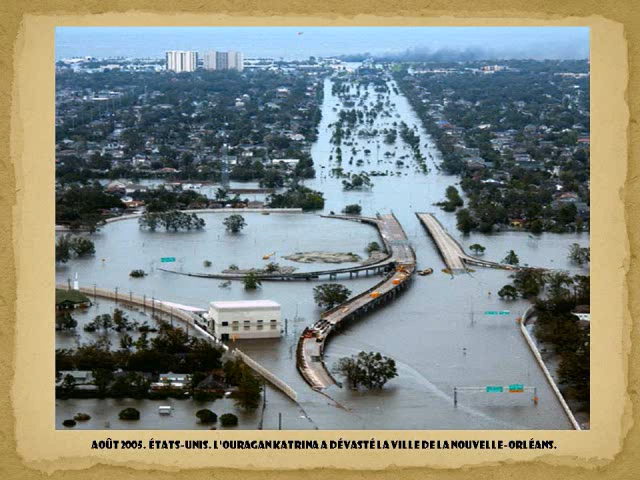 AOÛT 2005. ÉTATS-UNIS. L'OURAGAN KATRINA A DÉVASTÉ LA VILLE DE LA NOUVELLE-ORLÉANS.